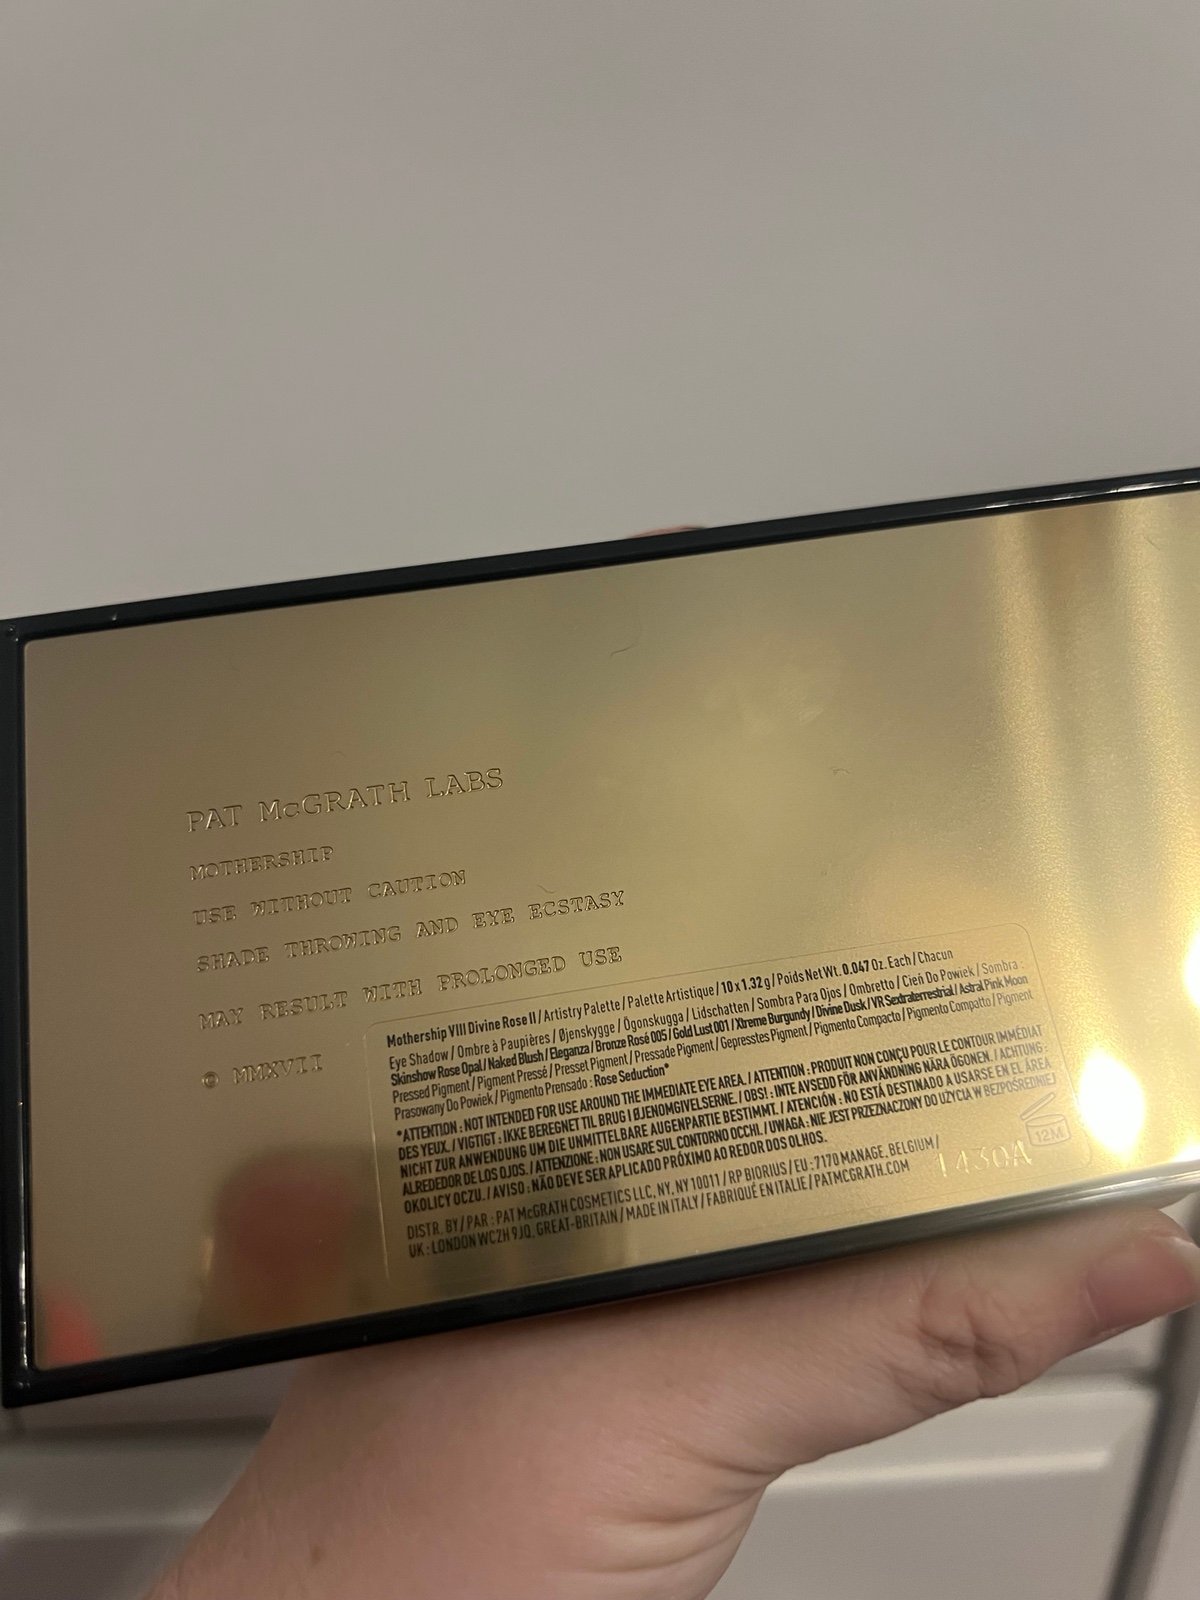 PAT McGRATH LABS
MOTHERSHIP
USE WITHOUT CAUTION
SHADE THROWING AND EYE ECSTASY
MAY RESULT WITH PROLONGED USE
© MMXVII
Mothership VIII Divine Rose II / Artistry Palette / Palette Artistique / 10 x 1.32 g / Poids Net Wt. 0.047 Oz. Each / Chacun
Eye Shadow / Ombre à Paupières / Øjenskygge / Ögonskugga / Lidschatten / Sombra Para Ojos / Ombretto / Cień Do Powiek / Sombra :
Skinshow Rose Opal / Naked Blush / Eleganza / Bronze Rosé 005 / Gold Lust 001 / Xtreme Burgundy / Divine Dusk / VR Sextraterrestrial / Astral Pink Moon
Pressed Pigment / Pigment Pressé / Presset Pigment / Pressade Pigment / Gepresstes Pigment / Pigmento Compacto / Pigmento Compatto / Pigment
Prasowany Do Powiek / Pigmento Prensado : Rose Seduction*
*ATTENTION : NOT INTENDED FOR USE AROUND THE IMMEDIATE EYE AREA. / ATTENTION : PRODUIT NON CONÇU POUR LE CONTOUR IMMÉDIAT
DES YEUX. / VIGTIGT : IKKE BEREGNET TIL BRUG I ØJENOMGIVELSERNE. / OBS! : INTE AVSEDD FÖR ANVÄNDNING NÄRA ÖGONEN. / ACHTUNG :
NICHT ZUR ANWENDUNG UM DIE UNMITTELBARE AUGENPARTIE BESTIMMT. / ATENCIÓN : NO ESTÁ DESTINADO A USARSE EN EL ÁREA
ALREDEDOR DE LOS OJOS. / ATTENZIONE : NON USARE SUL CONTORNO OCCHI. / UWAGA : NIE JEST PRZEZNACZONY DO UŻYCIA W BEZPOŚREDNIEJ
OKOLICY OCZU. / AVISO : NÃO DEVE SER APLICADO PRÓXIMO AO REDOR DOS OLHOS.
DISTR. BY / PAR : PAT McGRATH COSMETICS LLC, NY, NY 10011 / RP BIORIUS / EU : 7170 MANAGE, BELGIUM /
UK : LONDON WCZH 9JQ. GREAT-BRITAIN / MADE IN ITALY / FABRIQUÉ EN ITALIE / PATMCGRATH.COM
12M
1430A